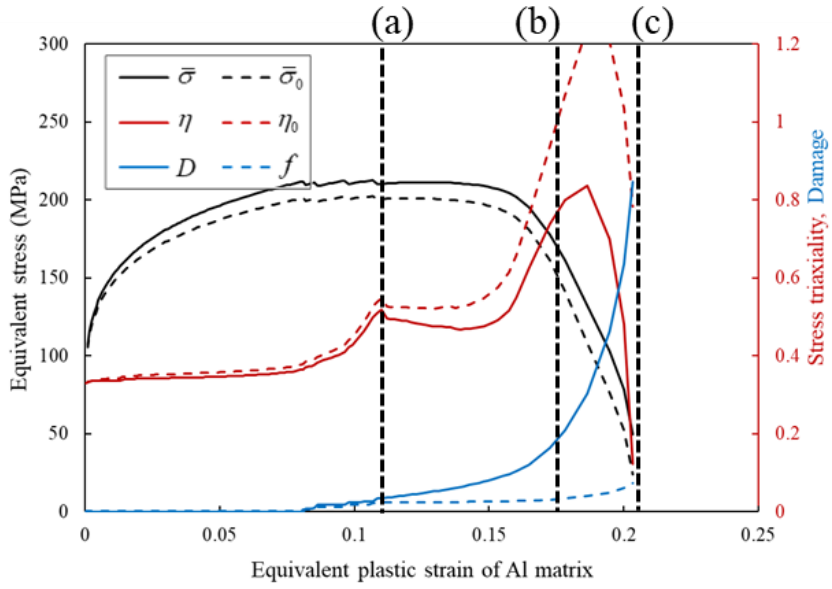 (a) (b) (c)
300 1.2
σ̄ σ̄₀
η η₀
D f
250 1
200 0.8
150 0.6
100 0.4
50 0.2
0 0
0 0.05 0.1 0.15 0.2 0.25
Equivalent stress (MPa)
Stress triaxiality, Damage
Equivalent plastic strain of Al matrix